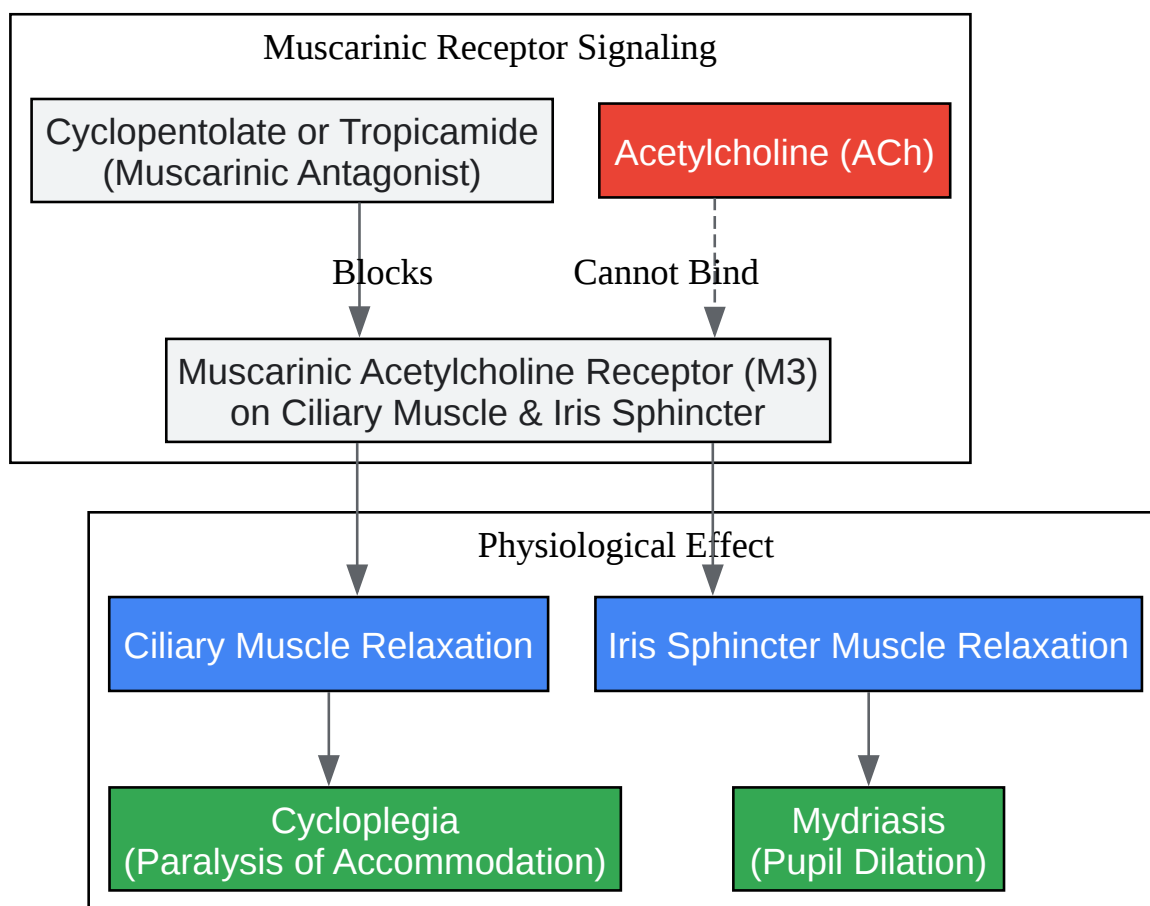 Muscarinic Receptor Signaling
Cyclopentolate or Tropicamide
(Muscarinic Antagonist)
Acetylcholine (ACh)
Blocks
Cannot Bind
Muscarinic Acetylcholine Receptor (M3)
on Ciliary Muscle & Iris Sphincter
Physiological Effect
Ciliary Muscle Relaxation
Iris Sphincter Muscle Relaxation
Cycloplegia
(Paralysis of Accommodation)
Mydriasis
(Pupil Dilation)